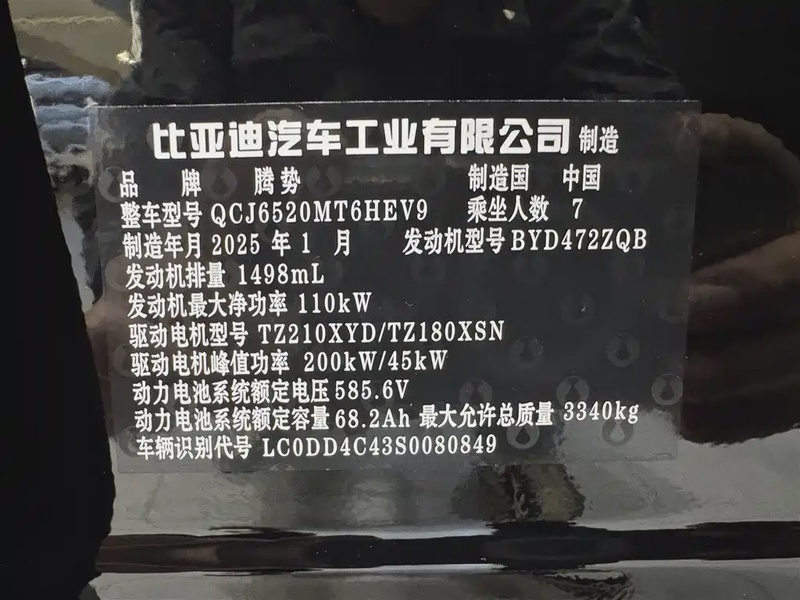 比亚迪汽车工业有限公司 制造
品 牌 腾势 制造国 中国
整车型号 QCJ6520MT6HEV9 乘坐人数 7
制造年月 2025 年 1 月 发动机型号 BYD472ZQB
发动机排量 1498mL
发动机最大净功率 110kW
驱动电机型号 TZ210XYD/TZ180XSN
驱动电机峰值功率 200kW/45kW
动力电池系统额定电压 585.6V
动力电池系统额定容量 68.2Ah 最大允许总质量 3340kg
车辆识别代号 LC0DD4C43S0080849